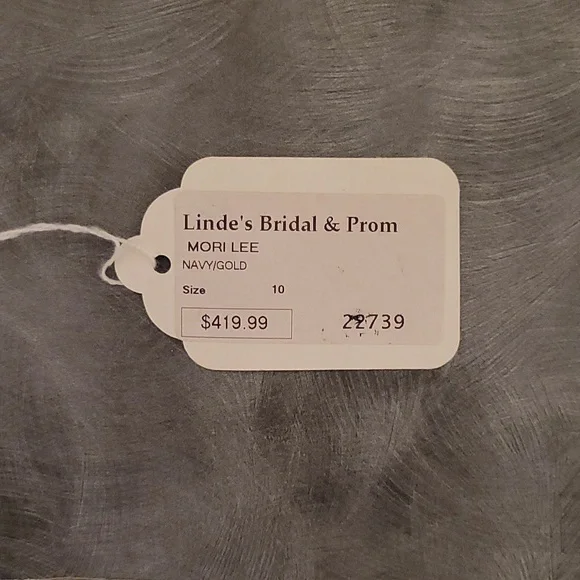 Linde's Bridal & Prom
MORI LEE
NAVY/GOLD
Size 10
$419.99 22739